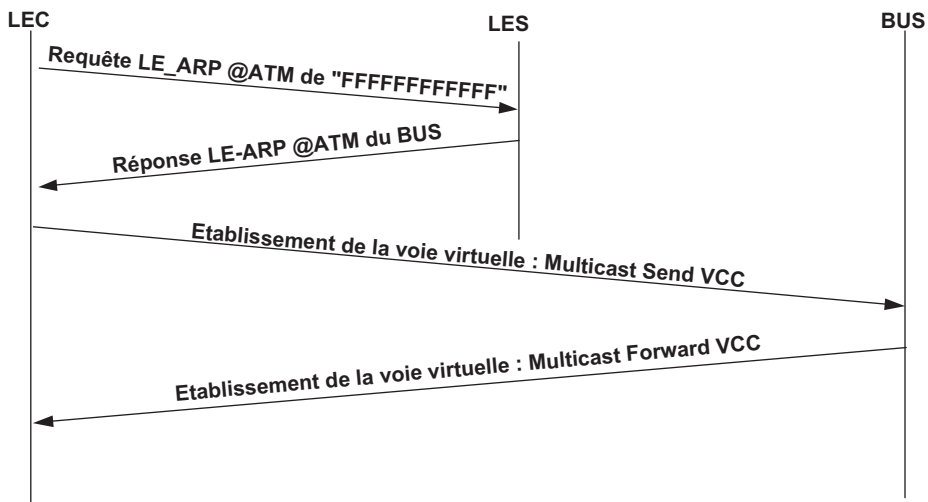 LEC
LES
BUS
Requête LE_ARP @ATM de "FFFFFFFFFFFF"
Réponse LE-ARP @ATM du BUS
Etablissement de la voie virtuelle : Multicast Send VCC
Etablissement de la voie virtuelle : Multicast Forward VCC